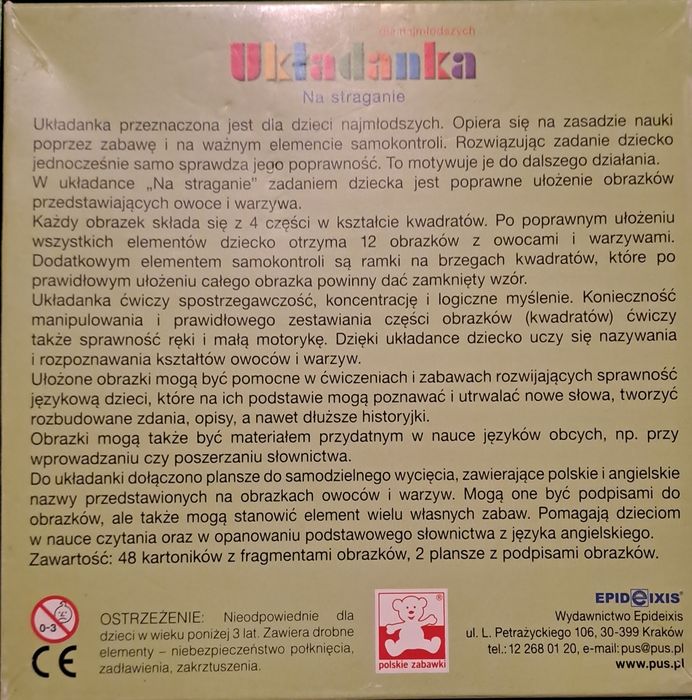 dla najmłodszych
Układanka
Na straganie
Układanka przeznaczona jest dla dzieci najmłodszych. Opiera się na zasadzie nauki
poprzez zabawę i na ważnym elemencie samokontroli. Rozwiązując zadanie dziecko
jednocześnie samo sprawdza jego poprawność. To motywuje je do dalszego działania.
W układance „Na straganie” zadaniem dziecka jest poprawne ułożenie obrazków
przedstawiających owoce i warzywa.
Każdy obrazek składa się z 4 części w kształcie kwadratów. Po poprawnym ułożeniu
wszystkich elementów dziecko otrzyma 12 obrazków z owocami i warzywami.
Dodatkowym elementem samokontroli są ramki na brzegach kwadratów, które po
prawidłowym ułożeniu całego obrazka powinny dać zamknięty wzór.
Układanka ćwiczy spostrzegawczość, koncentrację i logiczne myślenie. Konieczność
manipulowania i prawidłowego zestawiania części obrazków (kwadratów) ćwiczy
także sprawność ręki i małą motorykę. Dzięki układance dziecko uczy się nazywania
i rozpoznawania kształtów owoców i warzyw.
Ułożone obrazki mogą być pomocne w ćwiczeniach i zabawach rozwijających sprawność
językową dzieci, które na ich podstawie mogą poznawać i utrwalać nowe słowa, tworzyć
rozbudowane zdania, opisy, a nawet dłuższe historyjki.
Obrazki mogą także być materiałem przydatnym w nauce języków obcych, np. przy
wprowadzaniu czy poszerzaniu słownictwa.
Do układanki dołączono plansze do samodzielnego wycięcia, zawierające polskie i angielskie
nazwy przedstawionych na obrazkach owoców i warzyw. Mogą one być podpisami do
obrazków, ale także mogą stanowić element wielu własnych zabaw. Pomagają dzieciom
w nauce czytania oraz w opanowaniu podstawowego słownictwa z języka angielskiego.
Zawartość: 48 kartoników z fragmentami obrazków, 2 plansze z podpisami obrazków.
0-3
CE
OSTRZEŻENIE: Nieodpowiednie dla
dzieci w wieku poniżej 3 lat. Zawiera drobne
elementy – niebezpieczeństwo połknięcia,
zadławienia, zakrztuszenia.
®
polskie zabawki
EPIDEIXIS®
Wydawnictwo Epideixis
ul. L. Petrażyckiego 106, 30-399 Kraków
tel.: 12 268 01 20, e-mail: pus@pus.pl
www.pus.pl